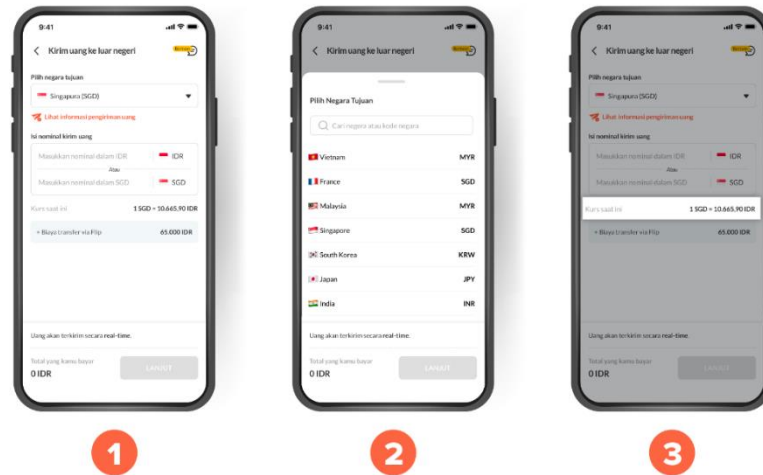 9:41
Kirim uang ke luar negeri
Pilih negara tujuan
Singapura (SGD)
Lihat informasi pengiriman uang
Isi nominal kirim uang
Masukkan nominal dalam IDR IDR
Atau
Masukkan nominal dalam SGD SGD
Kurs saat ini 1 SGD = 10.665,90 IDR
+ Biaya transfer via Flip 65.000 IDR
Uang akan terkirim secara real-time.
Total yang kamu bayar
0 IDR
LANJUT
1
9:41
Kirim uang ke luar negeri
Pilih Negara Tujuan
Cari negara atau kode negara
Vietnam MYR
France SGD
Malaysia MYR
Singapore SGD
South Korea KRW
Japan JPY
India INR
Uang akan terkirim secara real-time.
Total yang kamu bayar
0 IDR
LANJUT
2
9:41
Kirim uang ke luar negeri
Pilih negara tujuan
Singapura (SGD)
Lihat informasi pengiriman uang
Isi nominal kirim uang
Masukkan nominal dalam IDR IDR
Atau
Masukkan nominal dalam SGD SGD
Kurs saat ini 1 SGD = 10.665,90 IDR
+ Biaya transfer via Flip 65.000 IDR
Uang akan terkirim secara real-time.
Total yang kamu bayar
0 IDR
LANJUT
3